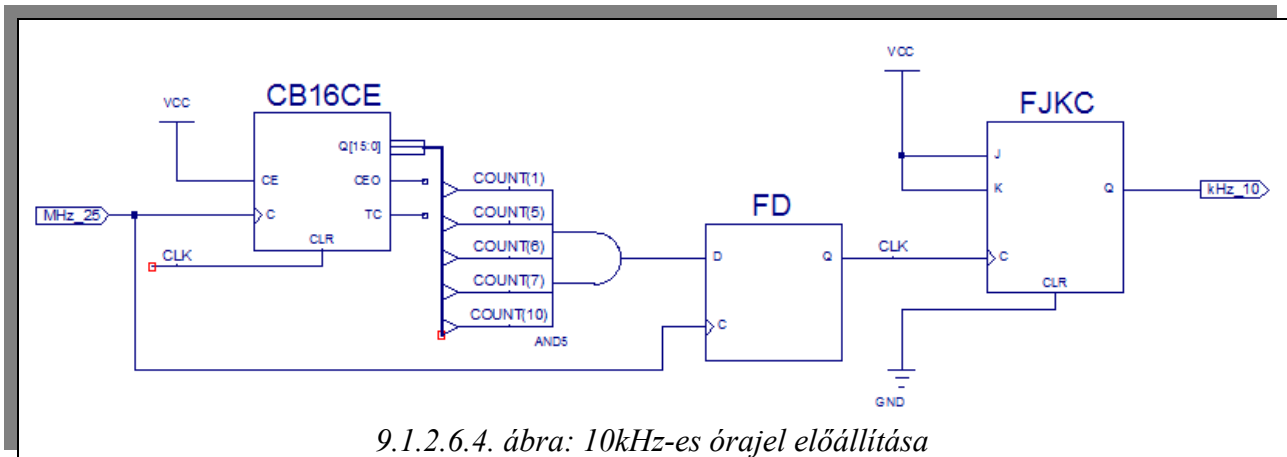 VCC
CB16CE
Q[15:0]
CE
CEO
C
TC
CLR
MHz_25
CLK
COUNT(1)
COUNT(5)
COUNT(6)
COUNT(7)
COUNT(10)
AND5
FD
D
Q
C
CLK
VCC
FJKC
J
K
Q
C
CLR
kHz_10
GND
9.1.2.6.4. ábra: 10kHz-es órajel előállítása